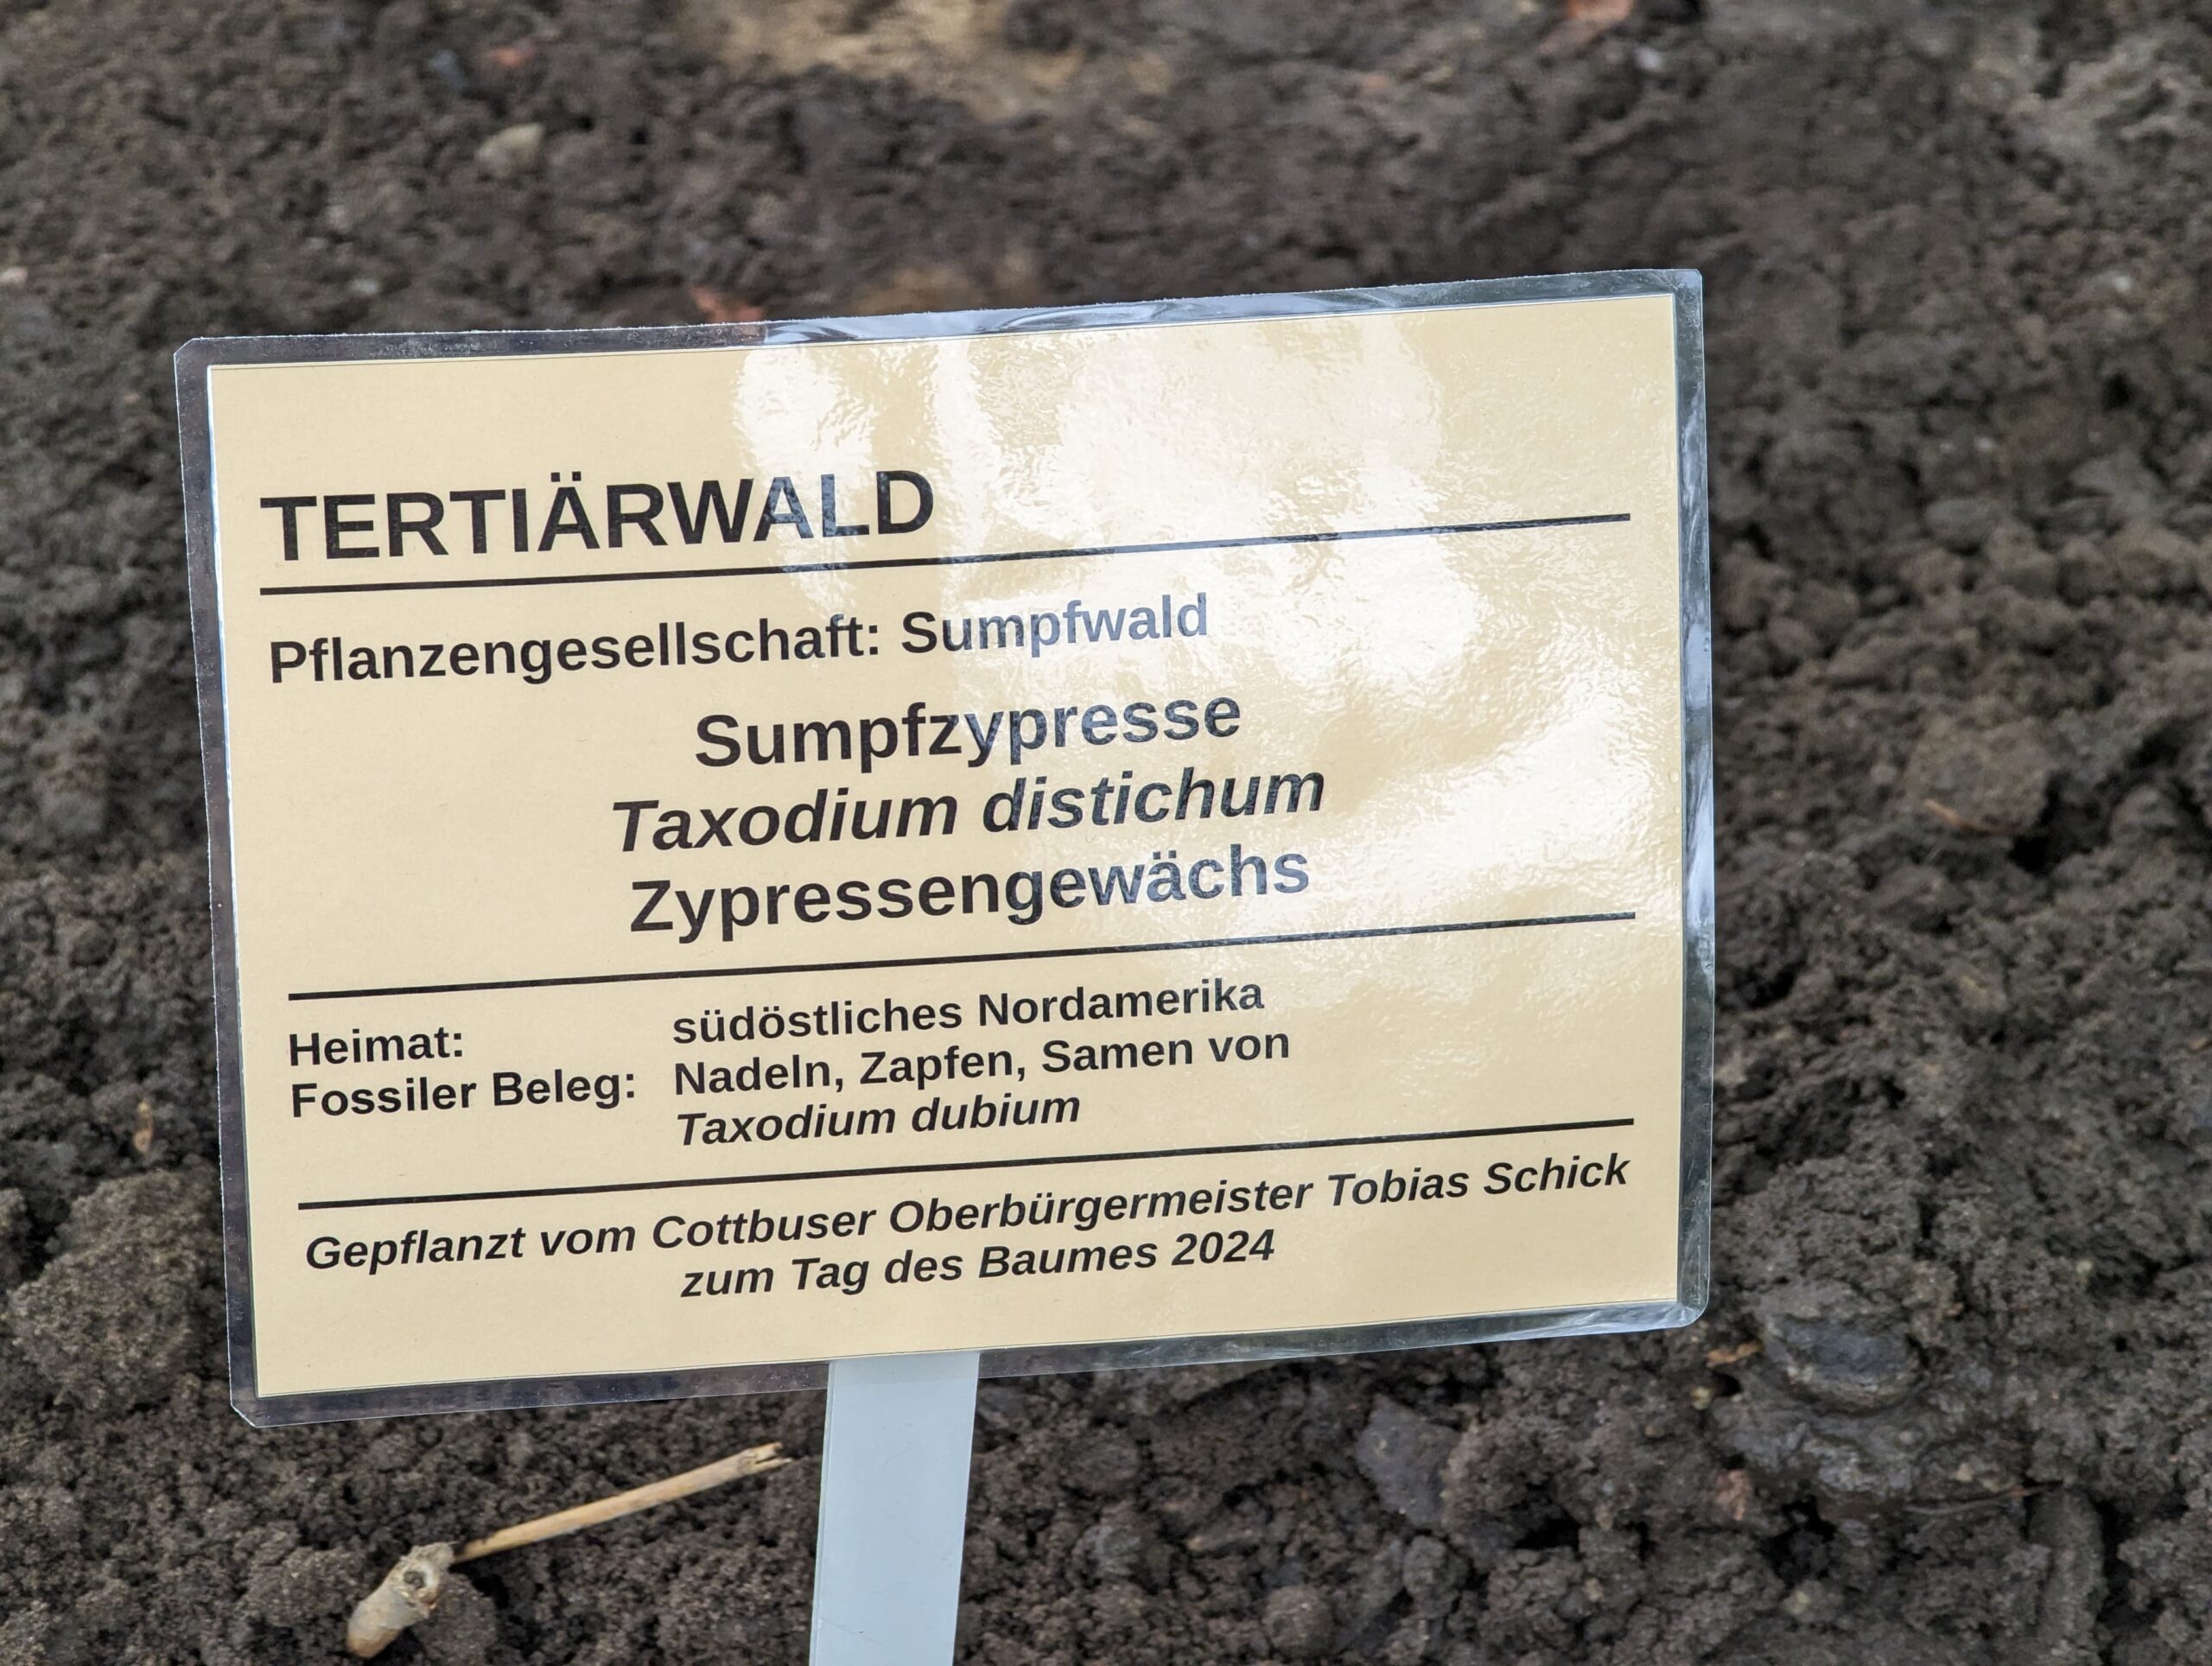 TERTIÄRWALD
Pflanzengesellschaft: Sumpfwald
Sumpfzypresse
Taxodium distichum
Zypressengewächs
Heimat: südöstliches Nordamerika
Fossiler Beleg: Nadeln, Zapfen, Samen von
Taxodium dubium
Gepflanzt vom Cottbuser Oberbürgermeister Tobias Schick
zum Tag des Baumes 2024